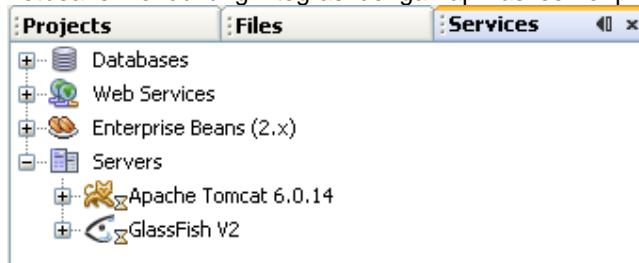 Projects Files Services
Databases
Web Services
Enterprise Beans (2.x)
Servers
Apache Tomcat 6.0.14
GlassFish V2